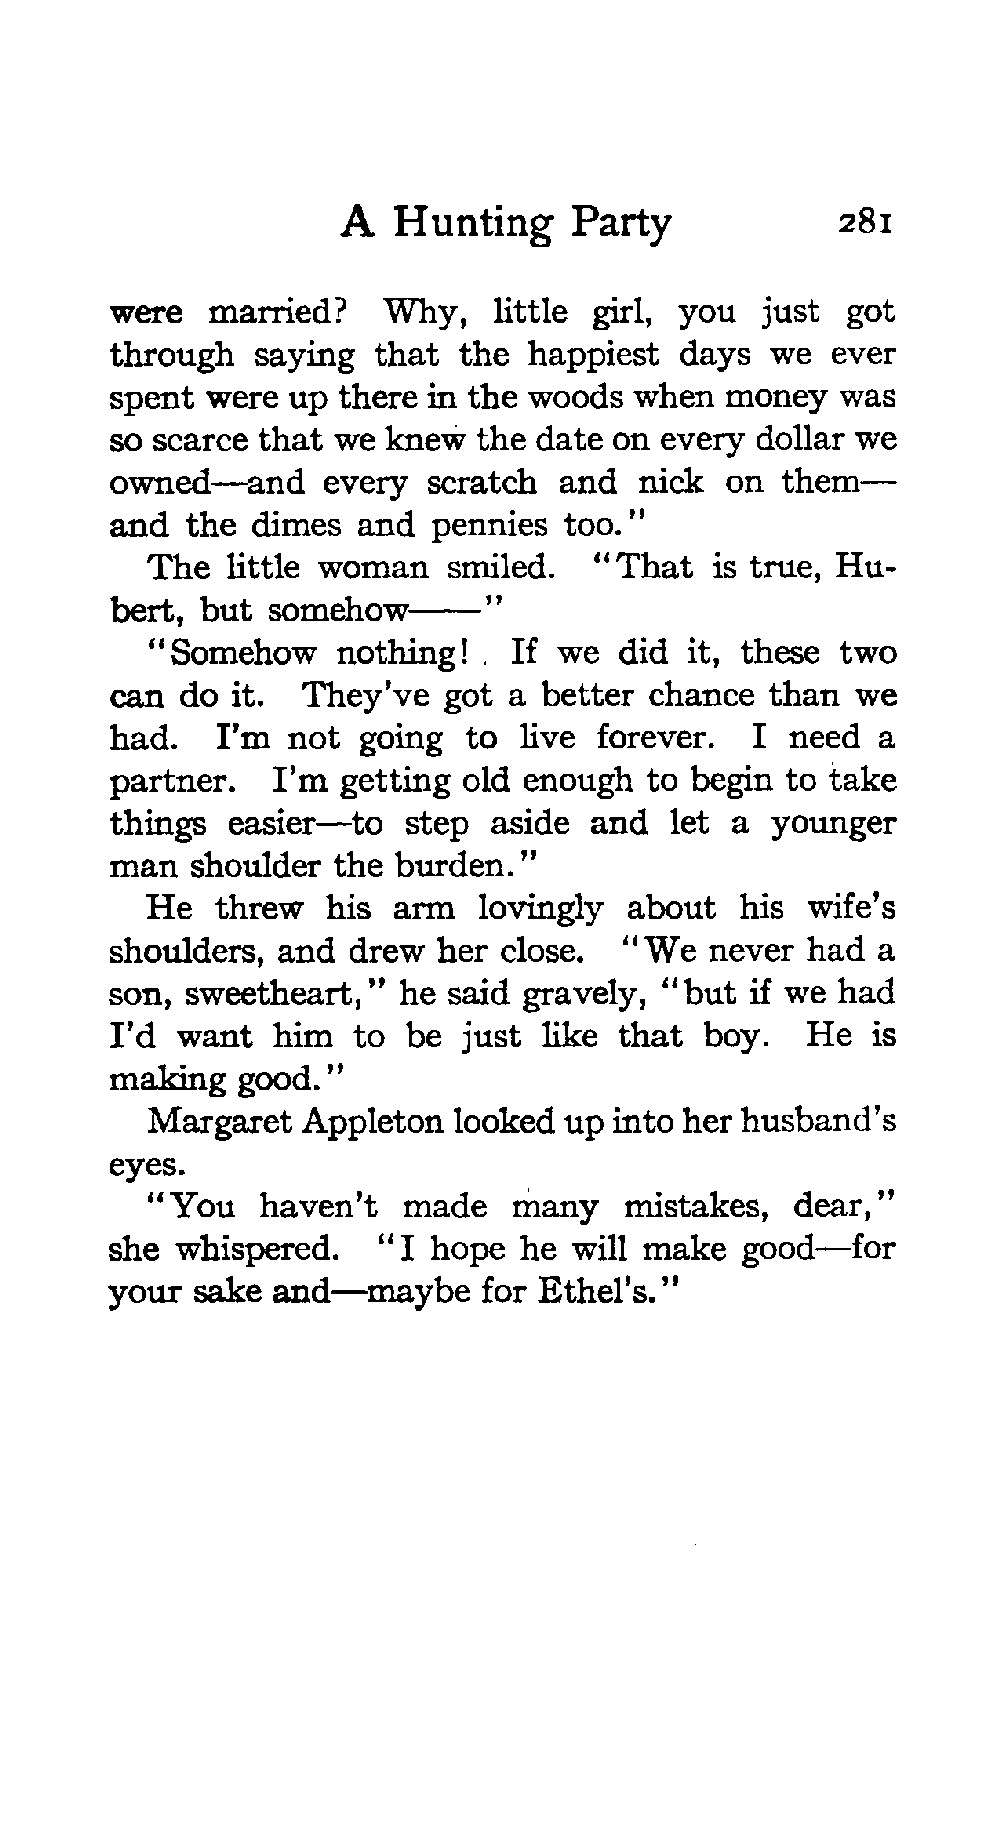 A Hunting Party 281
were married? Why, little girl, you just got
through saying that the happiest days we ever
spent were up there in the woods when money was
so scarce that we knew the date on every dollar we
owned—and every scratch and nick on them—
and the dimes and pennies too."
The little woman smiled. "That is true, Hu-
bert, but somehow——"
"Somehow nothing! . If we did it, these two
can do it. They've got a better chance than we
had. I'm not going to live forever. I need a
partner. I'm getting old enough to begin to take
things easier—to step aside and let a younger
man shoulder the burden."
He threw his arm lovingly about his wife's
shoulders, and drew her close. "We never had a
son, sweetheart," he said gravely, "but if we had
I'd want him to be just like that boy. He is
making good."
Margaret Appleton looked up into her husband's
eyes.
"You haven't made many mistakes, dear,"
she whispered. "I hope he will make good—for
your sake and—maybe for Ethel's."